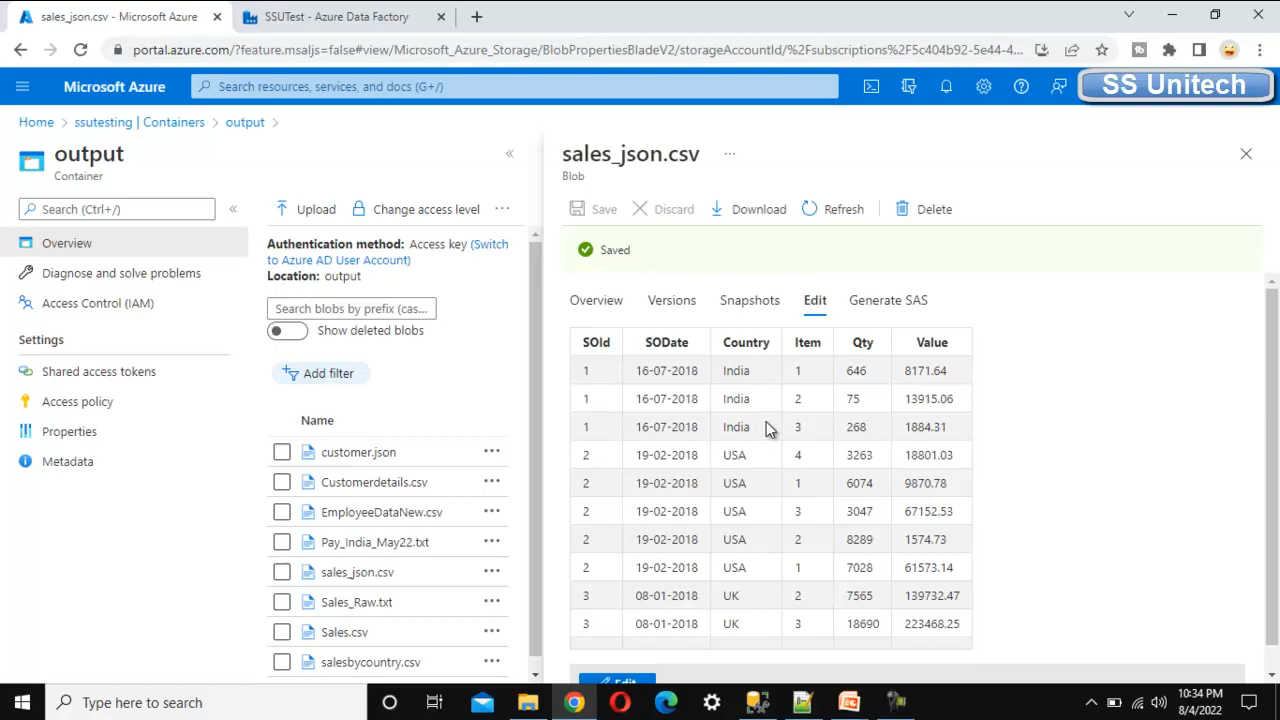 sales_json.csv - Microsoft Azure
SSUTest - Azure Data Factory
portal.azure.com/?feature.msaljs=false#view/Microsoft_Azure_Storage/BlobPropertiesBladeV2/storageAccountId/%2Fsubscriptions%2F5c404b92-5e44-4...
Microsoft Azure
Search resources, services, and docs (G+/)
SS Unitech
Home > ssutesting | Containers > output >
output
Container
Search (Ctrl+/)
Overview
Diagnose and solve problems
Access Control (IAM)
Settings
Shared access tokens
Access policy
Properties
Metadata
Upload
Change access level
Authentication method: Access key (Switch
to Azure AD User Account)
Location: output
Search blobs by prefix (cas...
Show deleted blobs
Add filter
Name
customer.json
Customerdetails.csv
EmployeeDataNew.csv
Pay_India_May22.txt
sales_json.csv
Sales_Raw.txt
Sales.csv
salesbycountry.csv
sales_json.csv ...
Blob
Save Discard Download Refresh Delete
Saved
Overview Versions Snapshots Edit Generate SAS
SOId SODate Country Item Qty Value
1 16-07-2018 India 1 646 8171.64
1 16-07-2018 India 2 75 13915.06
1 16-07-2018 India 3 268 1884.31
2 19-02-2018 USA 4 3263 18801.03
2 19-02-2018 USA 1 6074 9870.78
2 19-02-2018 USA 3 3047 67152.53
2 19-02-2018 USA 2 8289 1574.73
2 19-02-2018 USA 1 7028 61573.14
3 08-01-2018 UK 2 7565 139732.47
3 08-01-2018 UK 3 18690 223468.25
Edit
Type here to search
10:34 PM
8/4/2022